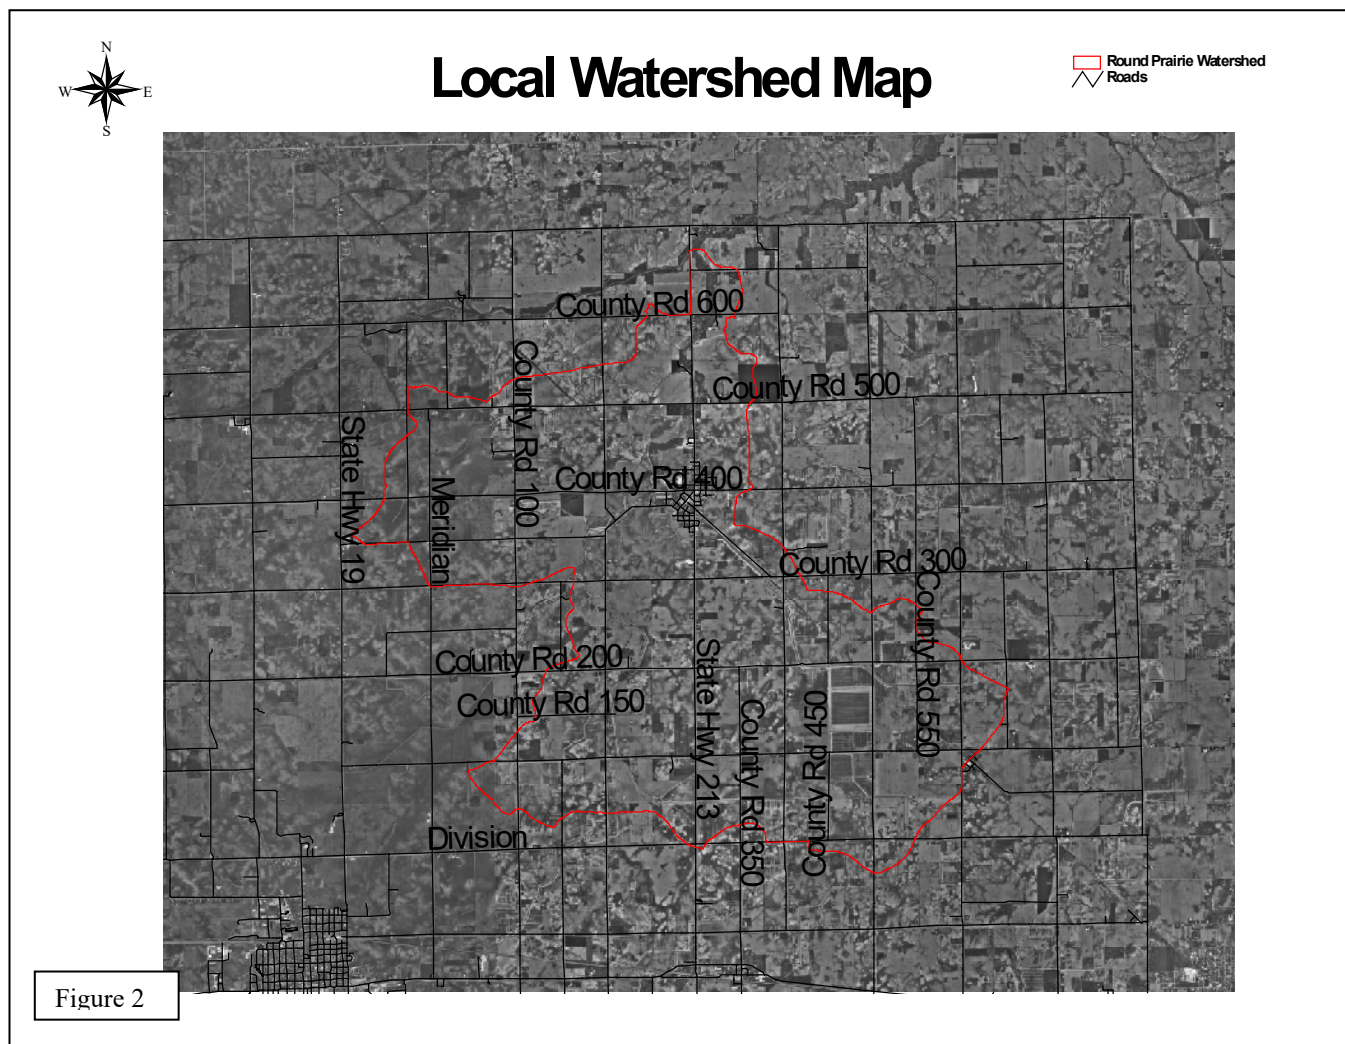 N
W E
S
Local Watershed Map
Round Prairie Watershed
Roads
County Rd 600
County Rd 100
County Rd 500
State Hwy 19
Meridian
County Rd 400
County Rd 300
County Rd 550
County Rd 200
State Hwy 213
County Rd 150
County Rd 450
County Rd 350
Division
Figure 2